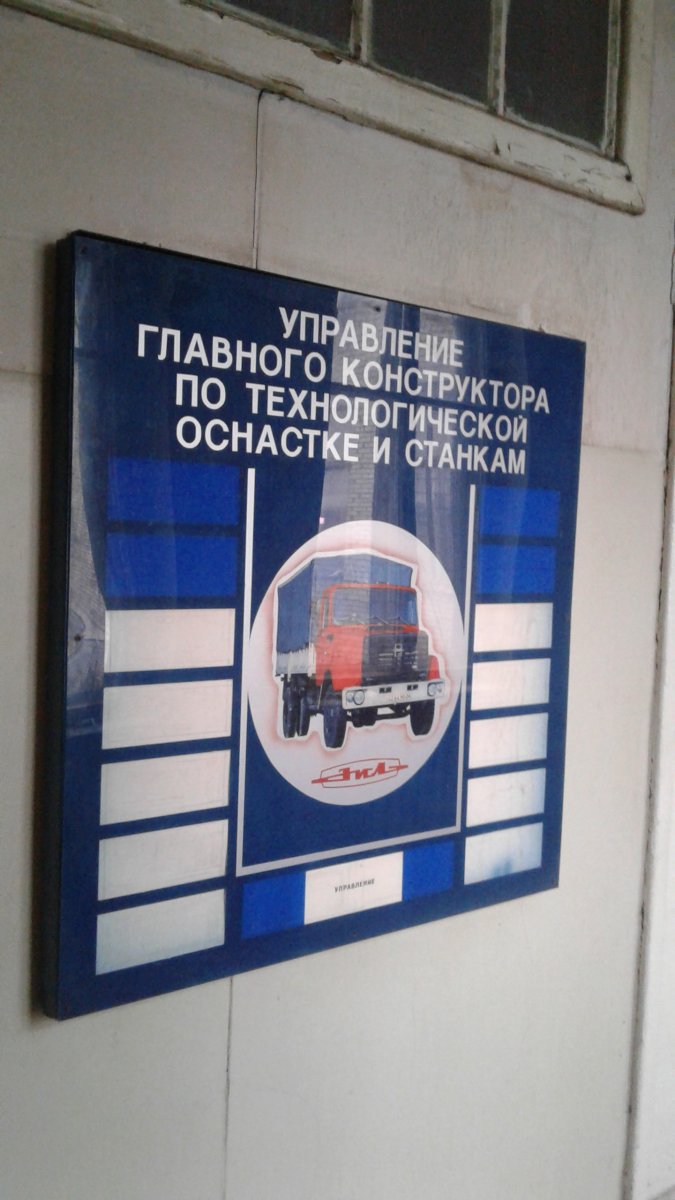 УПРАВЛЕНИЕ
ГЛАВНОГО КОНСТРУКТОРА
ПО ТЕХНОЛОГИЧЕСКОЙ
ОСНАСТКЕ И СТАНКАМ
ЗИЛ
УПРАВЛЕНИЕ